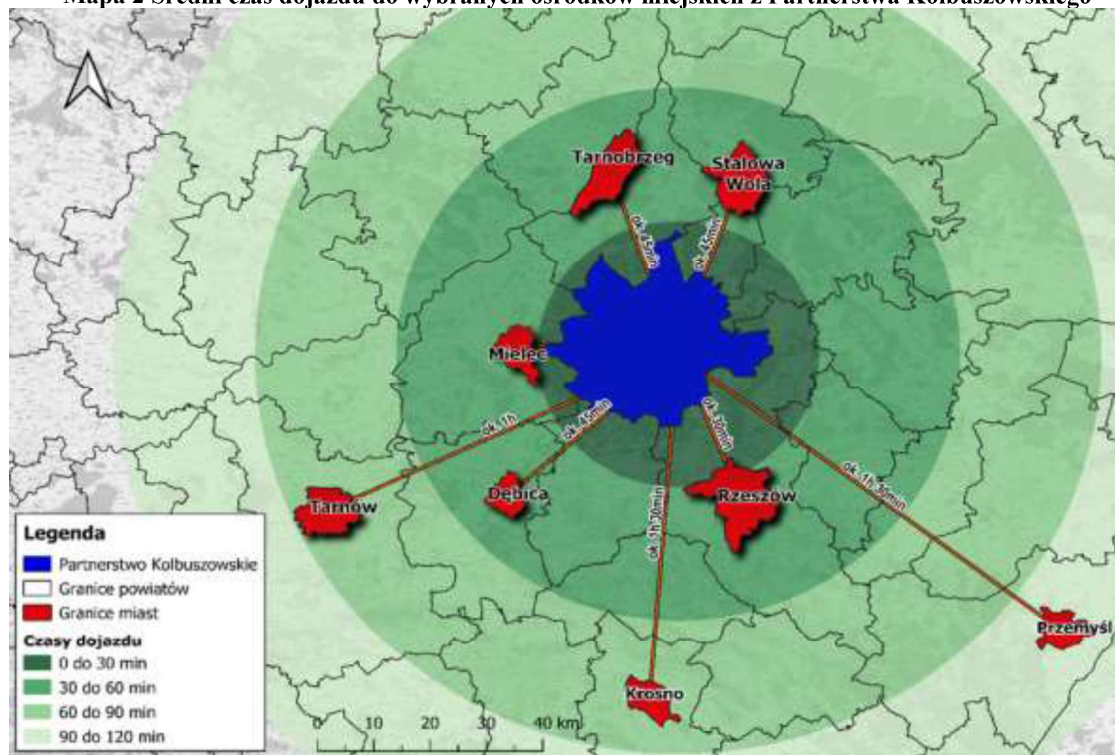 Mapa 2 Średni czas dojazdu do wybranych ośrodków miejskich z Partnerstwa Kolbuszowskiego
Tarnobrzeg
Stalowa
Wola
ok. 45min
ok. 45min
Mielec
ok. 1h
ok. 45min
ok. 30min
ok. 1h 30min
ok. 1h 30min
Tarnów
Dębica
Rzeszów
Przemyśl
Krosno
Legenda
Partnerstwo Kolbuszowskie
Granice powiatów
Granice miast
Czasy dojazdu
0 do 30 min
30 do 60 min
60 do 90 min
90 do 120 min
0 10 20 30 40 km